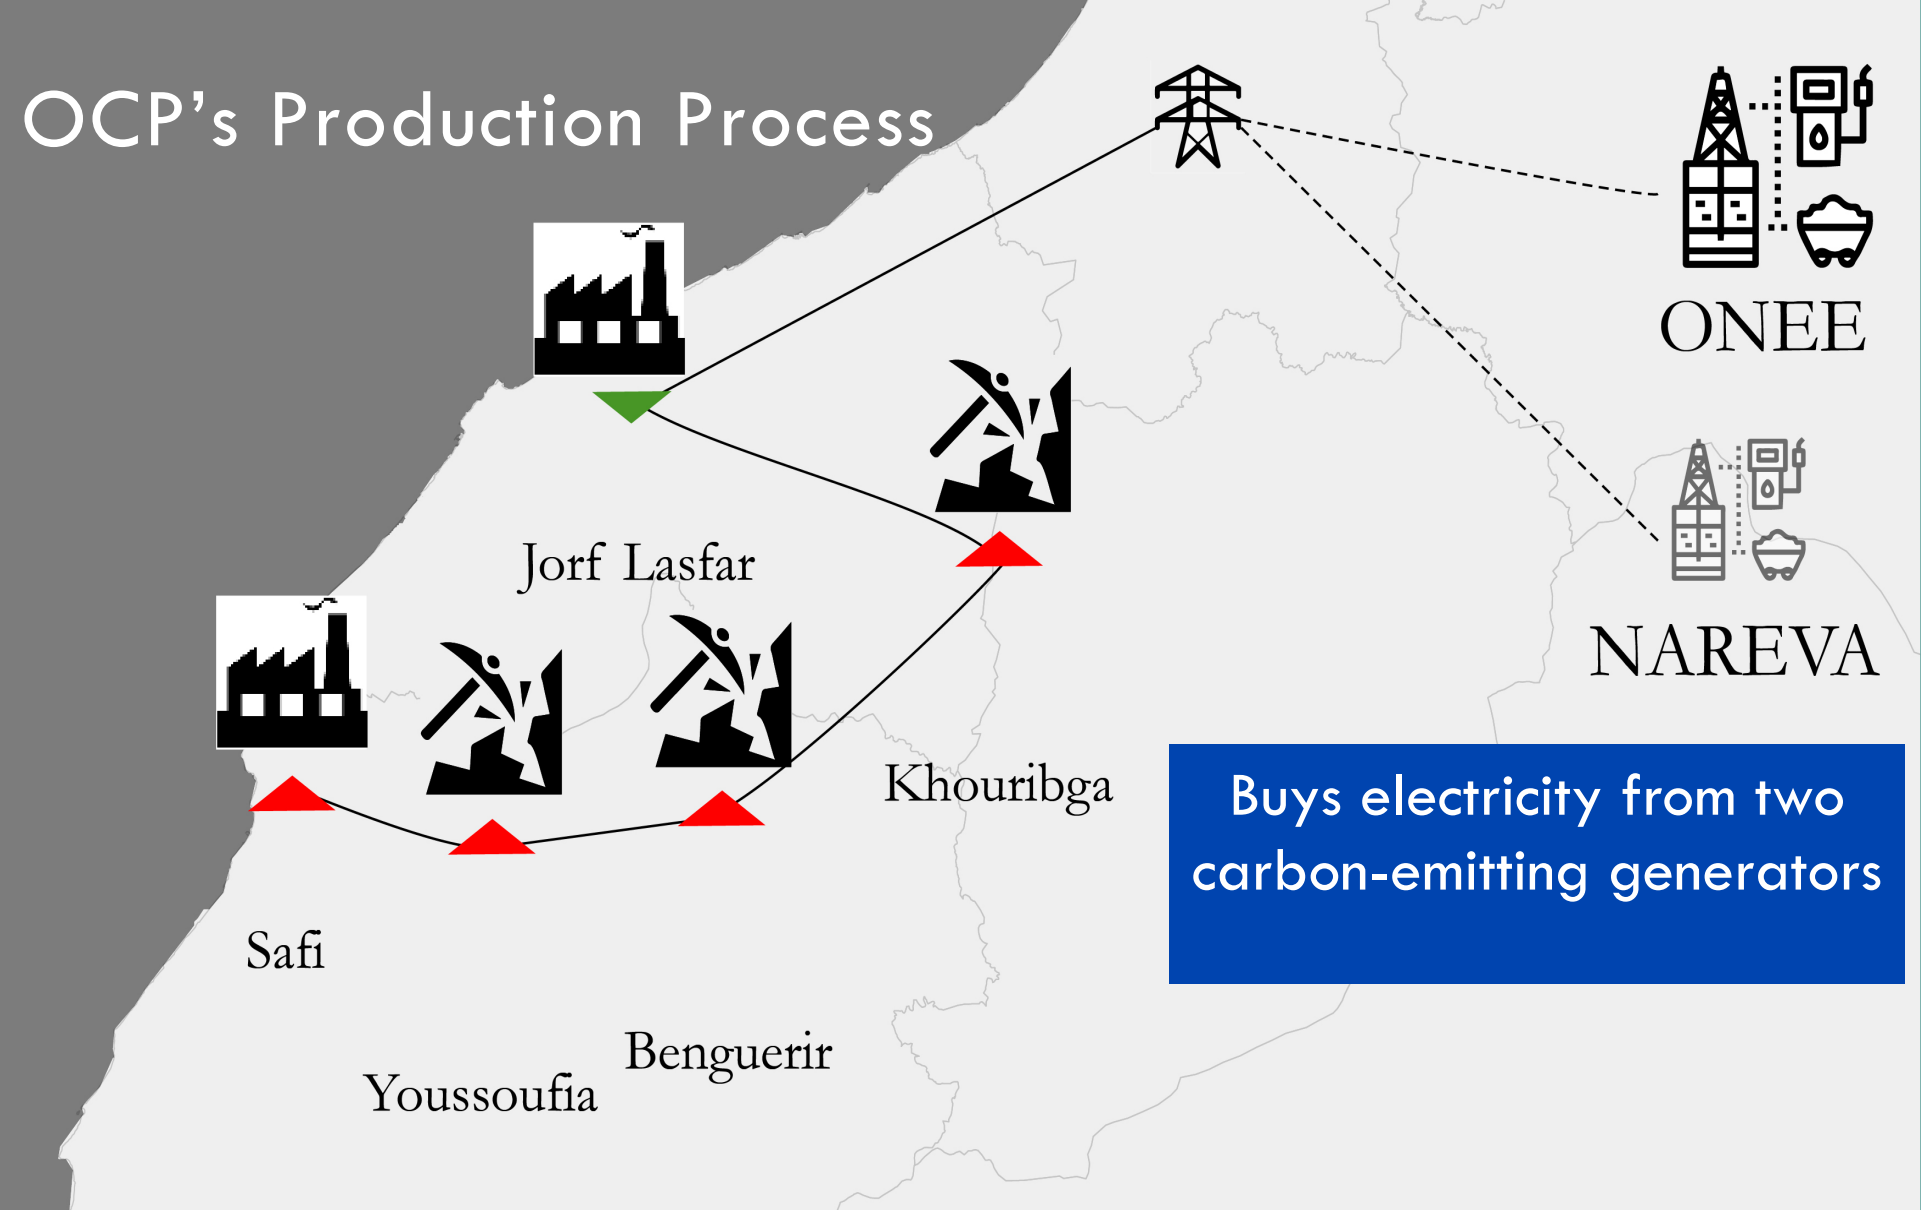 OCP's Production Process
ONEE
Jorf Lasfar
NAREVA
Khouribga
Buys electricity from two
carbon-emitting generators
Safi
Benguerir
Youssoufia